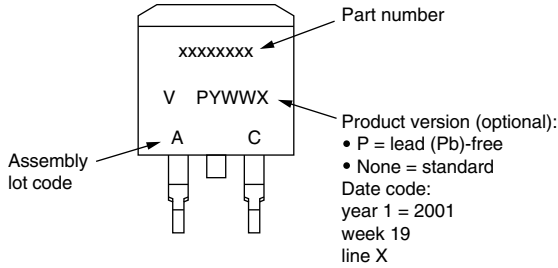 Part number
xxxxxxxx
V PYWWX
A C
Assembly
lot code
Product version (optional):
• P = lead (Pb)-free
• None = standard
Date code:
year 1 = 2001
week 19
line X